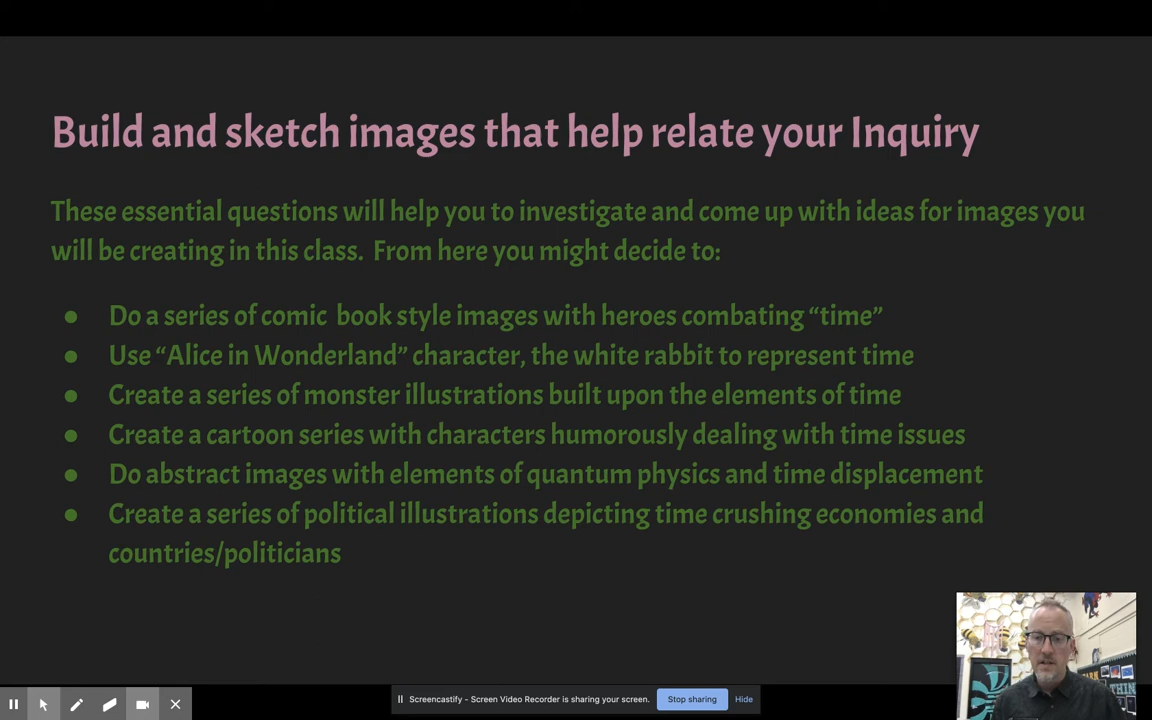 Build and sketch images that help relate your Inquiry
These essential questions will help you to investigate and come up with ideas for images you
will be creating in this class.  From here you might decide to:
● Do a series of comic  book style images with heroes combating “time”
● Use “Alice in Wonderland” character, the white rabbit to represent time
● Create a series of monster illustrations built upon the elements of time
● Create a cartoon series with characters humorously dealing with time issues
● Do abstract images with elements of quantum physics and time displacement
● Create a series of political illustrations depicting time crushing economies and
countries/politicians
Screencastify - Screen Video Recorder is sharing your screen. Stop sharing Hide